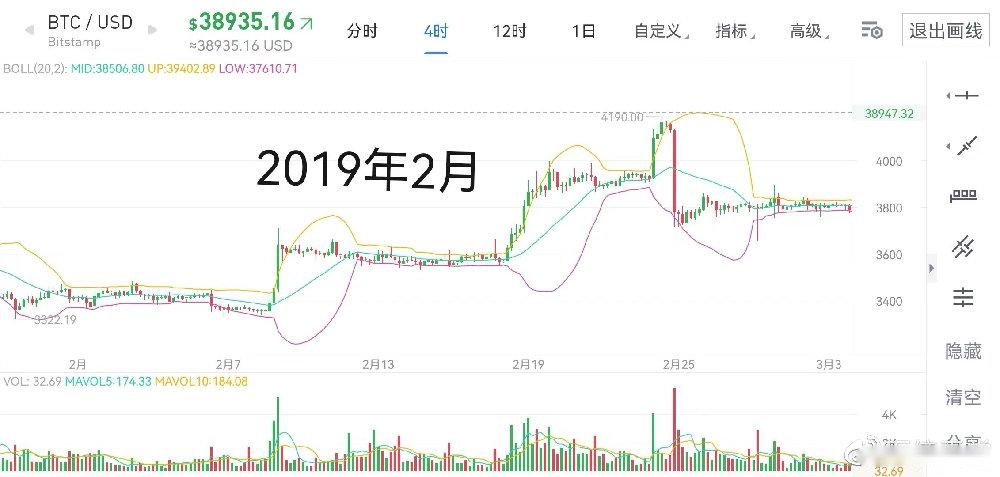 BTC / USD
Bitstamp
$38935.16
≈38935.16 USD
分时
4时
12时
1日
自定义
指标
高级
退出画线
BOLL(20,2): MID:38506.80 UP:39402.89 LOW:37610.71
38947.32
4190.00
4000
2019年2月
3800
3600
3400
3322.19
隐藏
2月
2月7
2月13
2月19
2月25
3月3
VOL: 32.69 MAVOL5:174.33 MAVOL10:184.08
清空
4K
分享
32.69